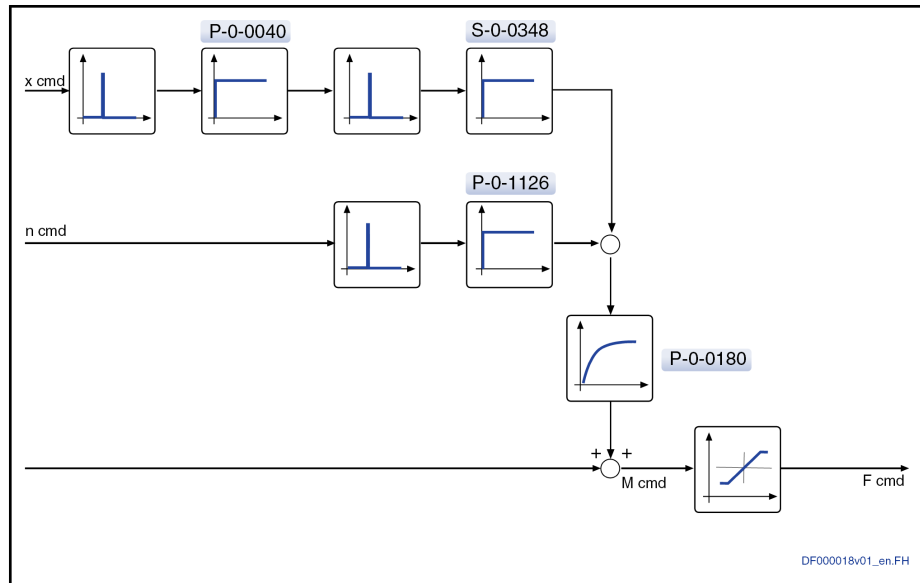 P-0-0040
S-0-0348
x cmd
P-0-1126
n cmd
P-0-0180
+ +
M cmd
F cmd
DF000018v01_en.FH